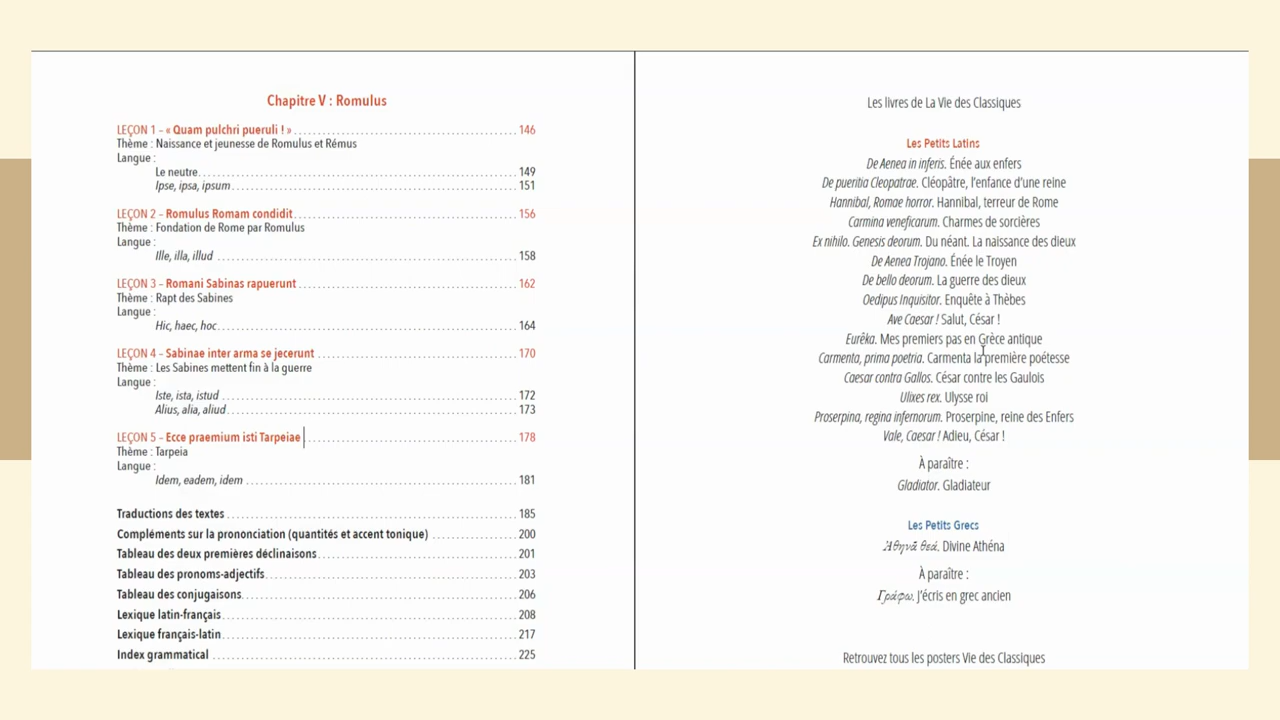 Chapitre V : Romulus
LEÇON 1 – « Quam pulchri pueruli ! » 146
Thème : Naissance et jeunesse de Romulus et Rémus
Langue :
Le neutre 149
Ipse, ipsa, ipsum 151
LEÇON 2 – Romulus Romam condidit 156
Thème : Fondation de Rome par Romulus
Langue :
Ille, illa, illud 158
LEÇON 3 – Romani Sabinas rapuerunt 162
Thème : Rapt des Sabines
Langue :
Hic, haec, hoc 164
LEÇON 4 – Sabinae inter arma se jecerunt 170
Thème : Les Sabines mettent fin à la guerre
Langue :
Iste, ista, istud 172
Alius, alia, aliud 173
LEÇON 5 – Ecce praemium isti Tarpeiae 178
Thème : Tarpeia
Langue :
Idem, eadem, idem 181
Traductions des textes 185
Compléments sur la prononciation (quantités et accent tonique) 200
Tableau des deux premières déclinaisons 201
Tableau des pronoms-adjectifs 203
Tableau des conjugaisons 206
Lexique latin-français 208
Lexique français-latin 217
Index grammatical 225
Les livres de La Vie des Classiques
Les Petits Latins
De Aenea in inferis. Énée aux enfers
De pueritia Cleopatrae. Cléopâtre, l'enfance d'une reine
Hannibal, Romae horror. Hannibal, terreur de Rome
Carmina veneficarum. Charmes de sorcières
Ex nihilo. Genesis deorum. Du néant. La naissance des dieux
De Aenea Trojano. Énée le Troyen
De bello deorum. La guerre des dieux
Oedipus Inquisitor. Enquête à Thèbes
Ave Caesar ! Salut, César !
Eurêka. Mes premiers pas en Grèce antique
Carmenta, prima poetria. Carmenta la première poétesse
Caesar contra Gallos. César contre les Gaulois
Ulixes rex. Ulysse roi
Proserpina, regina infernorum. Proserpine, reine des Enfers
Vale, Caesar ! Adieu, César !
À paraître :
Gladiator. Gladiateur
Les Petits Grecs
Ἀθηνᾶ θεά. Divine Athéna
À paraître :
Γράφω. J'écris en grec ancien
Retrouvez tous les posters Vie des Classiques